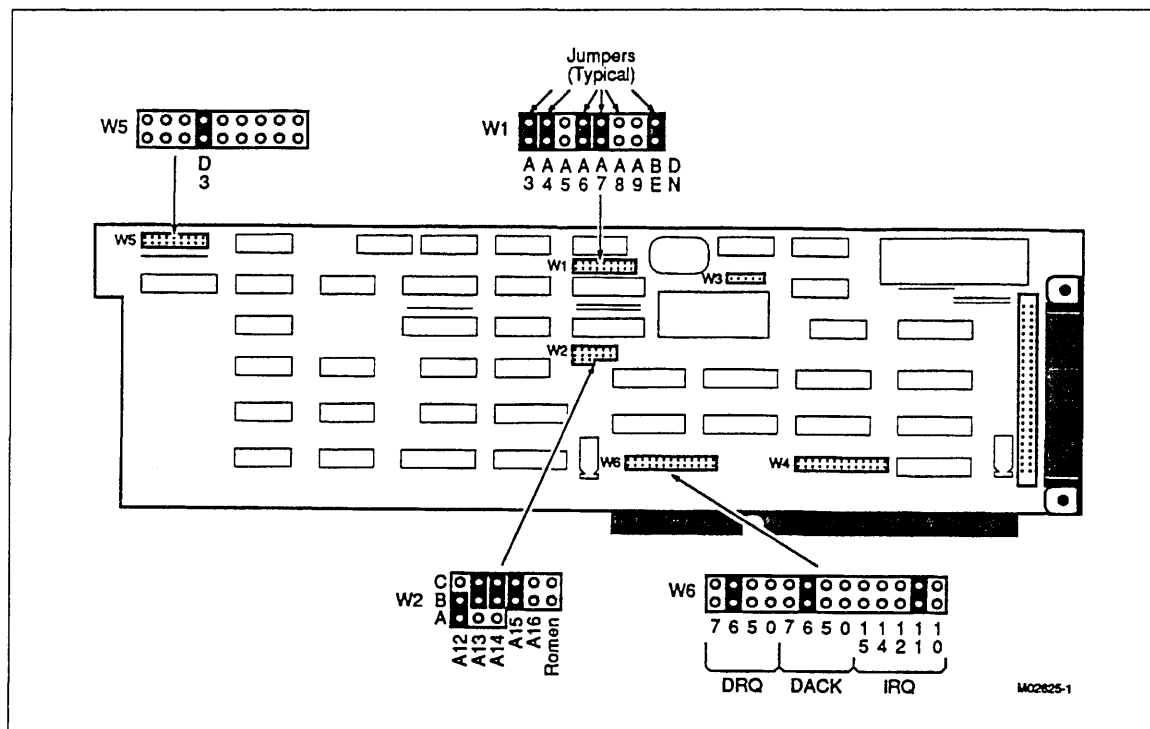 Jumpers
(Typical)
W5
D
3
W1
A A A A A A A B D
3 4 5 6 7 8 9 E N
W5
W1
W3
W2
W6
W4
C
W2 B
A
A12
A13
A14
A15
A16
Romen
W6
7 6 5 0 7 6 5 0 1 1 1 1 1
5 4 2 1 0
DRQ DACK IRQ
M02625-1